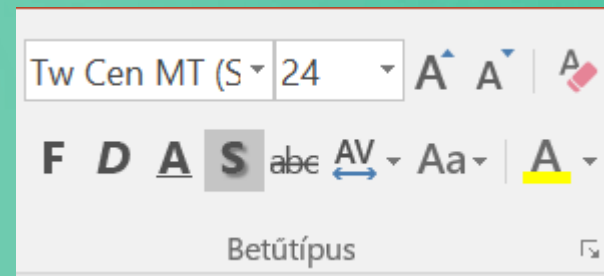 Tw Cen MT (S 24 A A A
F D A S abc AV Aa A
Betűtípus